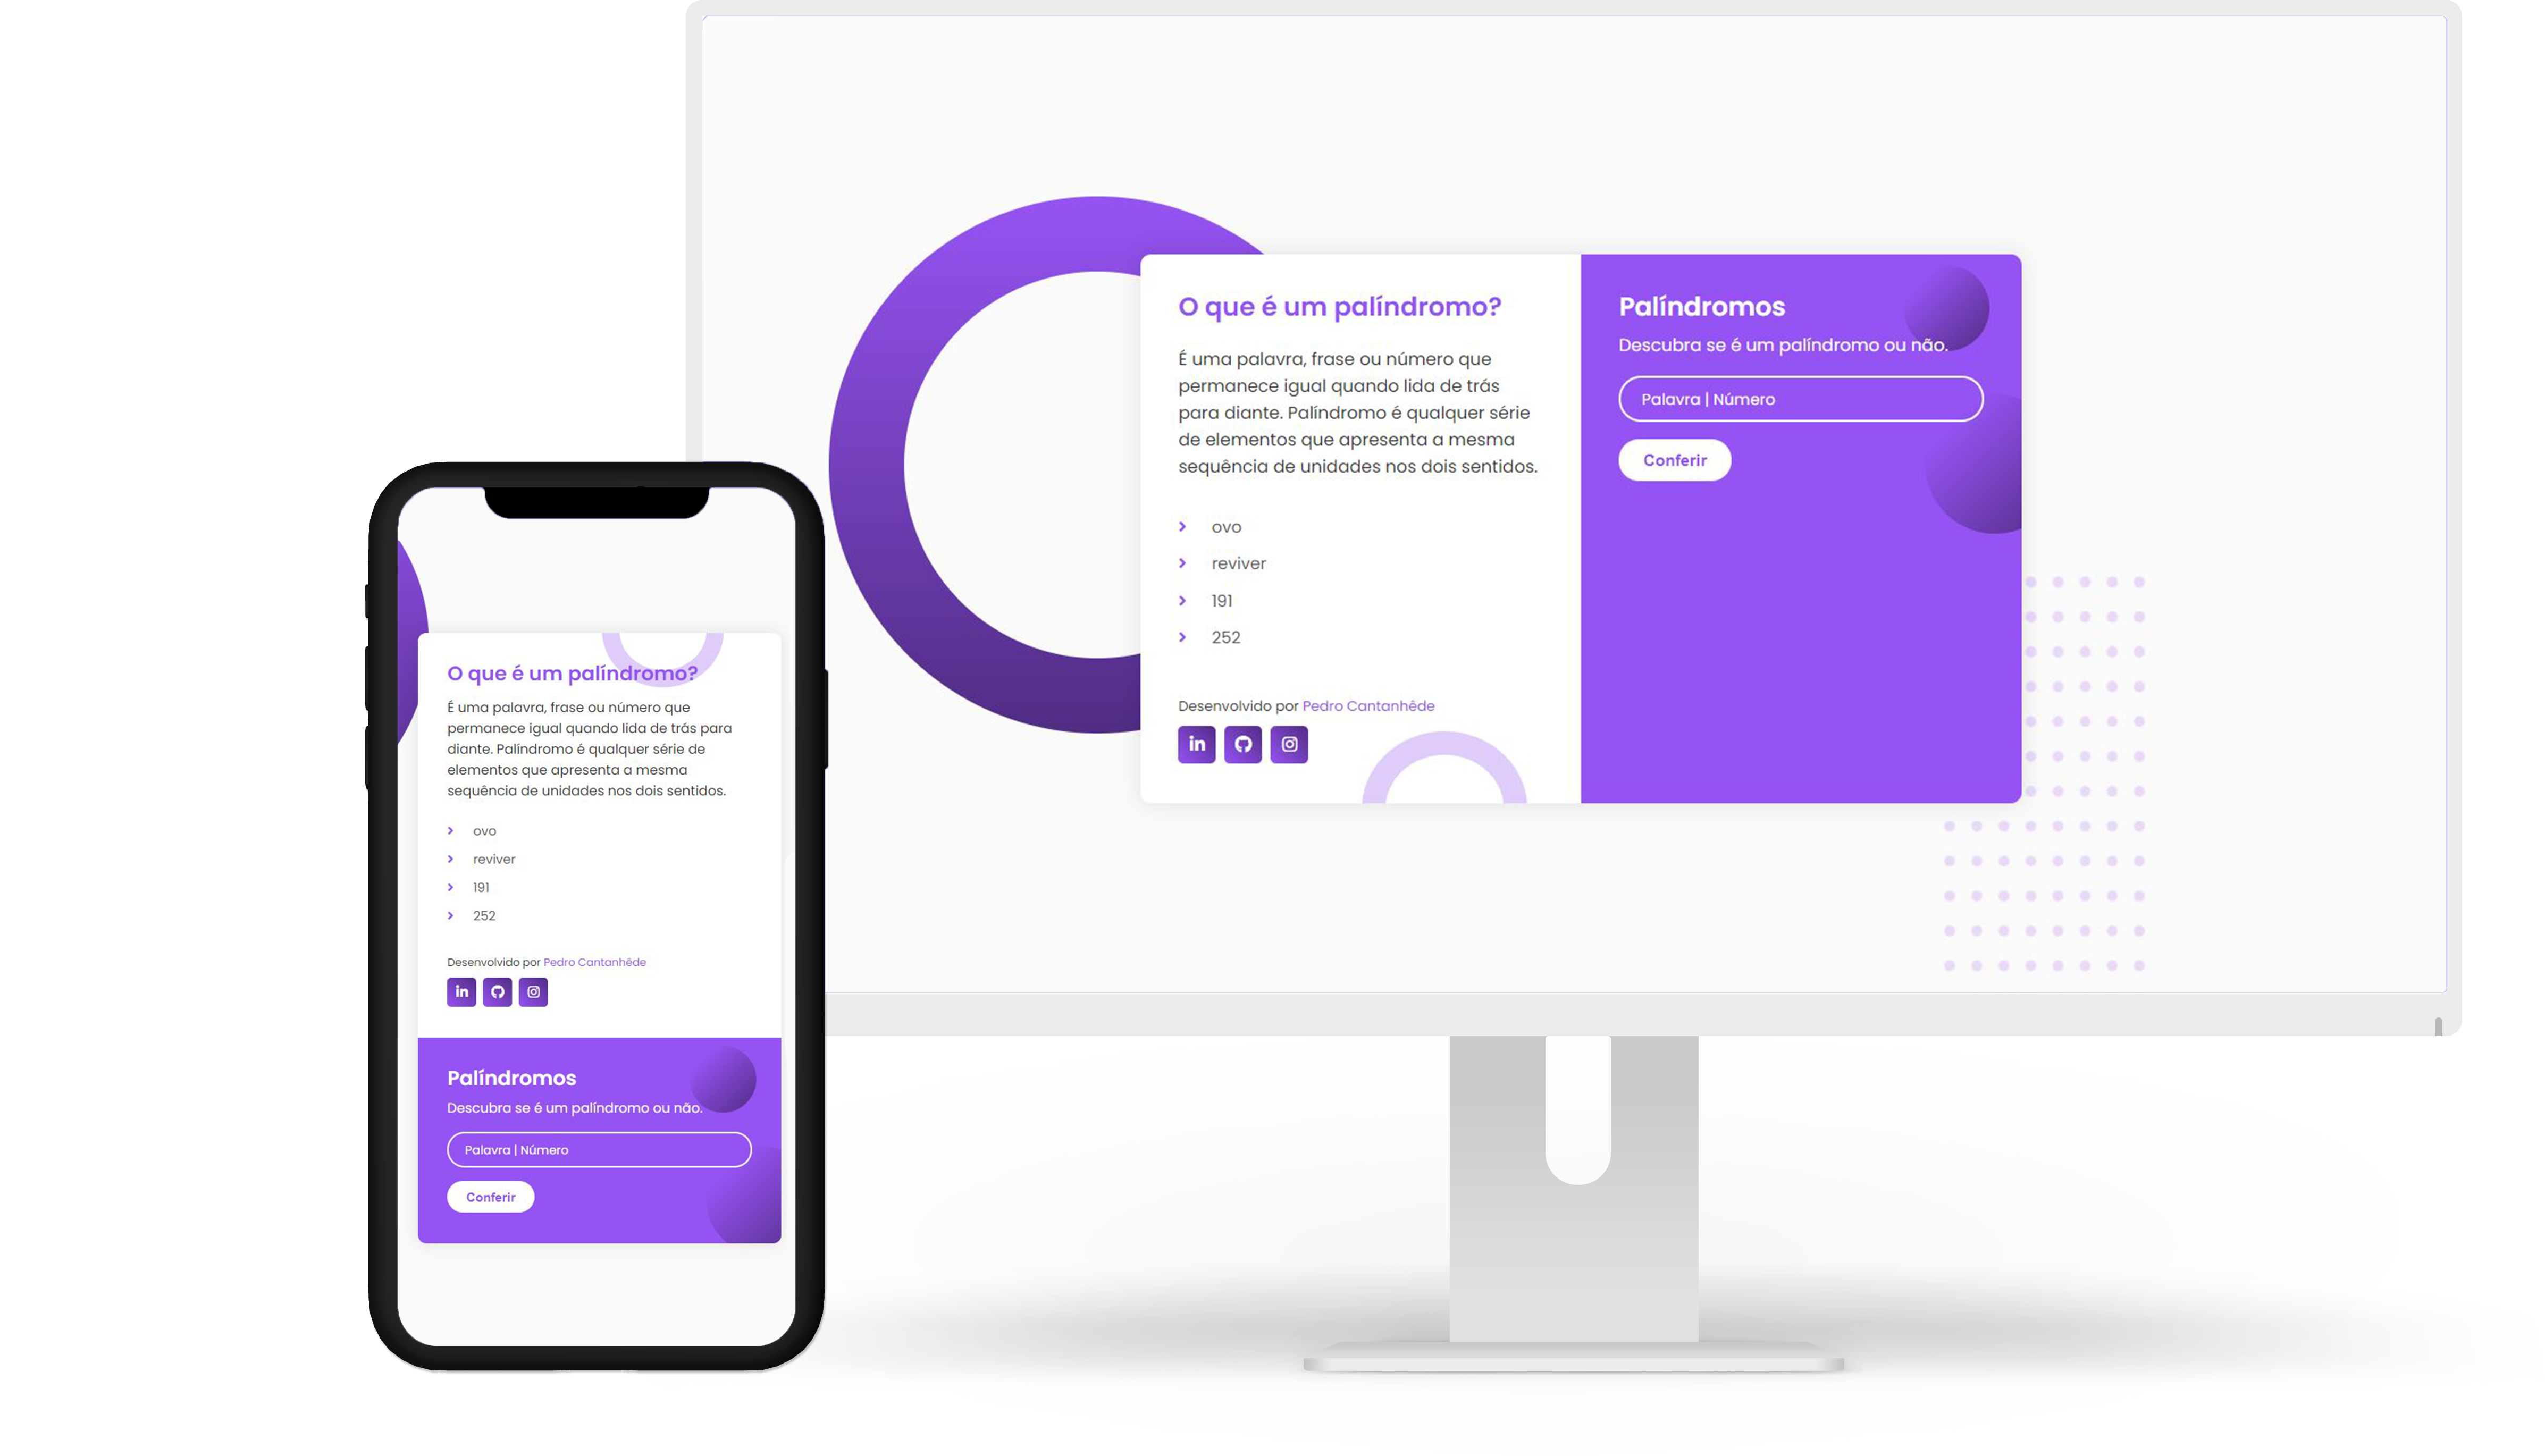 O que é um palíndromo?
É uma palavra, frase ou número que
permanece igual quando lida de trás
para diante. Palíndromo é qualquer série
de elementos que apresenta a mesma
sequência de unidades nos dois sentidos.
ovo
reviver
191
252
Desenvolvido por Pedro Cantanhêde
in
Palíndromos
Descubra se é um palíndromo ou não.
Palavra | Número
Conferir
O que é um palíndromo?
É uma palavra, frase ou número que
permanece igual quando lida de trás para
diante. Palíndromo é qualquer série de
elementos que apresenta a mesma
sequência de unidades nos dois sentidos.
ovo
reviver
191
252
Desenvolvido por Pedro Cantanhêde
in
Palíndromos
Descubra se é um palíndromo ou não.
Palavra | Número
Conferir